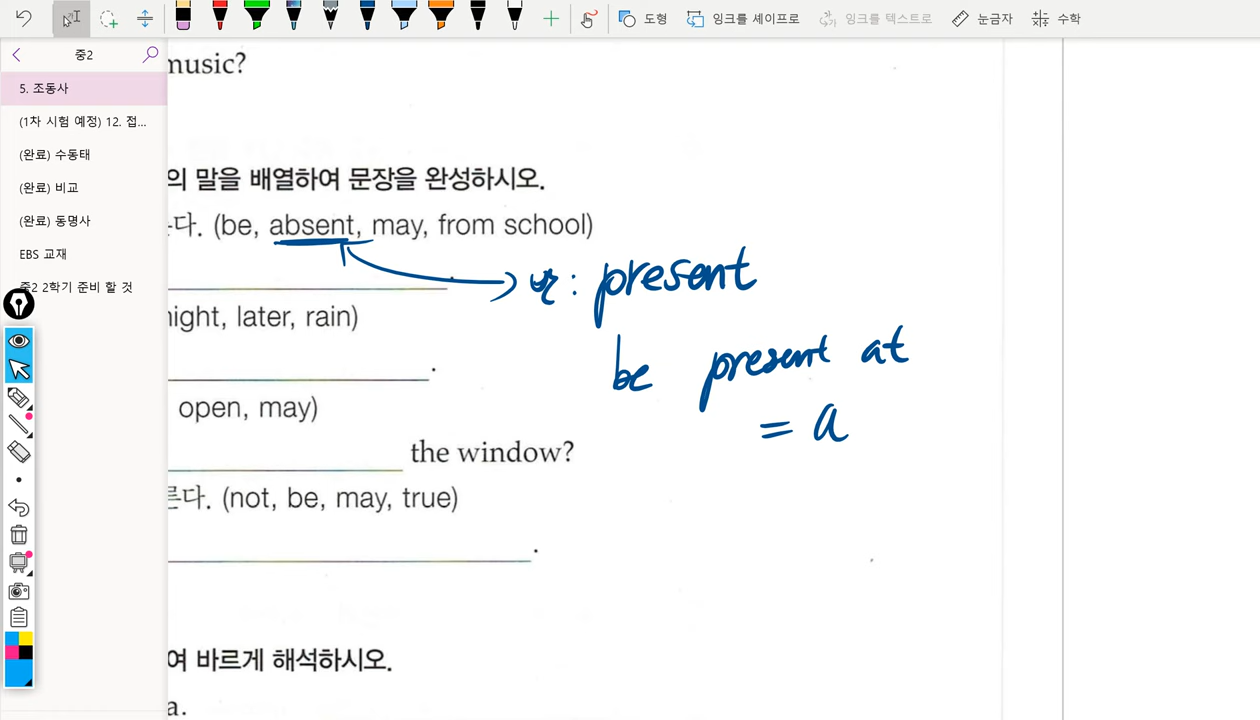 도형
잉크를 셰이프로
잉크를 텍스트로
눈금자
수학
중2
5. 조동사
(1차 시험 예정) 12. 접...
(완료) 수동태
(완료) 비교
(완료) 동명사
EBS 교재
중2 2학기 준비 할 것
music?
의 말을 배열하여 문장을 완성하시오.
른다. (be, absent, may, from school)
반: present
.
be present at
= a
night, later, rain)
.
open, may)
the window?
른다. (not, be, may, true)
.
여 바르게 해석하시오.
a.